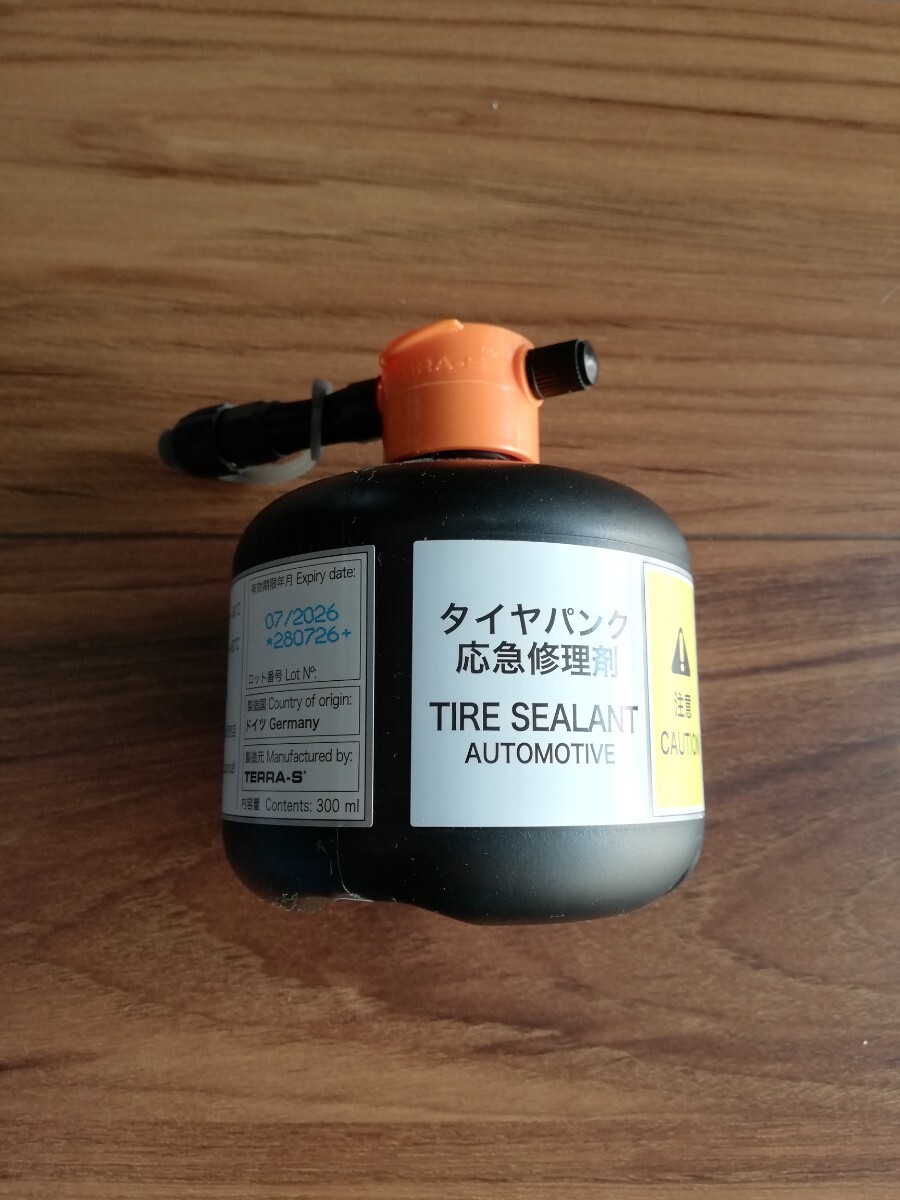 TERRA-S
有効期限年月 Expiry date:
07/2026
*280726+
ロット番号 Lot Nº:
製造国 Country of origin:
ドイツ Germany
製造元 Manufactured by:
TERRA-S®
内容量 Contents: 300 ml
タイヤパンク
応急修理剤
TIRE SEALANT
AUTOMOTIVE
注意
CAUTION